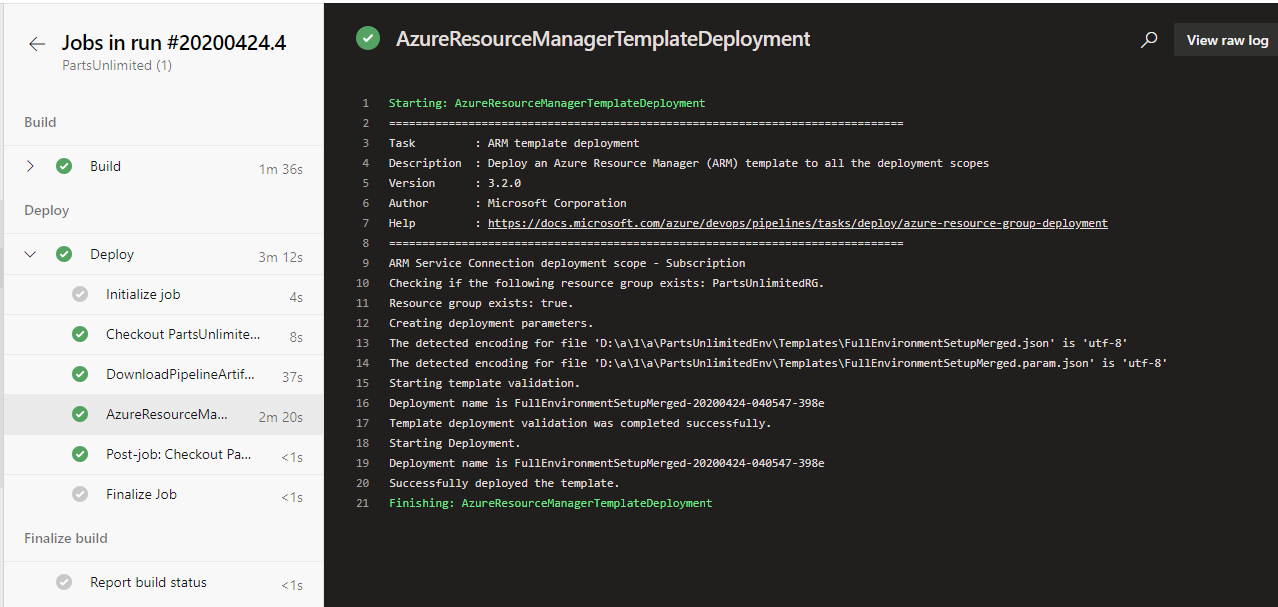 Jobs in run #20200424.4
PartsUnlimited (1)
Build
Build 1m 36s
Deploy
Deploy 3m 12s
Initialize job 4s
Checkout PartsUnlimite... 8s
DownloadPipelineArtif... 37s
AzureResourceMa... 2m 20s
Post-job: Checkout Pa... <1s
Finalize Job <1s
Finalize build
Report build status <1s
AzureResourceManagerTemplateDeployment
View raw log
1 Starting: AzureResourceManagerTemplateDeployment
2 ==============================================================================
3 Task : ARM template deployment
4 Description : Deploy an Azure Resource Manager (ARM) template to all the deployment scopes
5 Version : 3.2.0
6 Author : Microsoft Corporation
7 Help : https://docs.microsoft.com/azure/devops/pipelines/tasks/deploy/azure-resource-group-deployment
8 ==============================================================================
9 ARM Service Connection deployment scope - Subscription
10 Checking if the following resource group exists: PartsUnlimitedRG.
11 Resource group exists: true.
12 Creating deployment parameters.
13 The detected encoding for file 'D:\a\1\a\PartsUnlimitedEnv\Templates\FullEnvironmentSetupMerged.json' is 'utf-8'
14 The detected encoding for file 'D:\a\1\a\PartsUnlimitedEnv\Templates\FullEnvironmentSetupMerged.param.json' is 'utf-8'
15 Starting template validation.
16 Deployment name is FullEnvironmentSetupMerged-20200424-040547-398e
17 Template deployment validation was completed successfully.
18 Starting Deployment.
19 Deployment name is FullEnvironmentSetupMerged-20200424-040547-398e
20 Successfully deployed the template.
21 Finishing: AzureResourceManagerTemplateDeployment